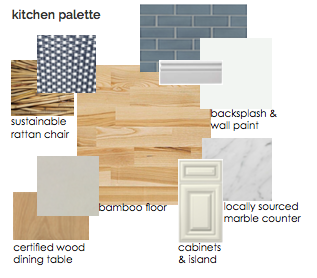 kitchen palette
backsplash &
wall paint
sustainable
rattan chair
bamboo floor
locally sourced
marble counter
certified wood
dining table
cabinets
& island